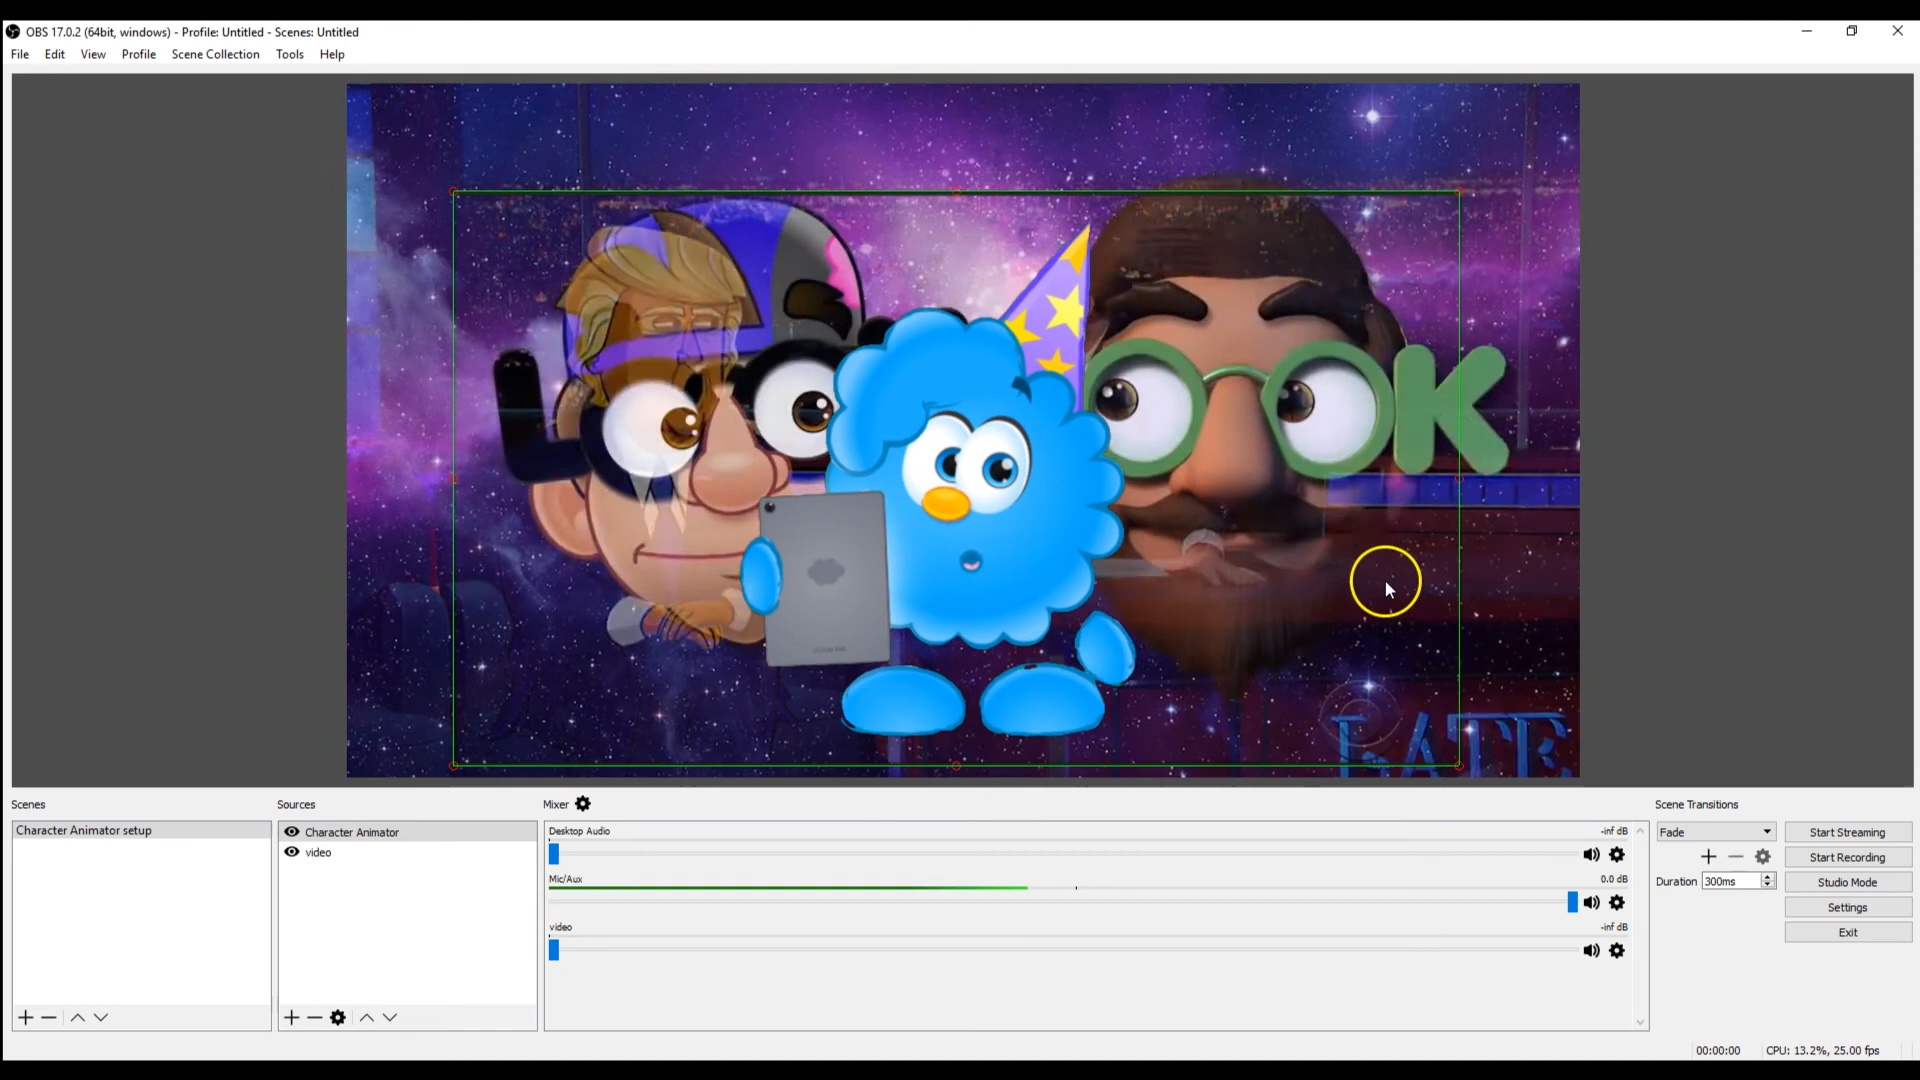 OBS 17.0.2 (64bit, windows) - Profile: Untitled - Scenes: Untitled
File Edit View Profile Scene Collection Tools Help
LOOK
LATE
Scenes
Character Animator setup
Sources
Character Animator
video
Mixer
Desktop Audio -inf dB
Mic/Aux 0.0 dB
video -inf dB
Scene Transitions
Fade
Duration 300ms
Start Streaming
Start Recording
Studio Mode
Settings
Exit
00:00:00 CPU: 13.2%, 25.00 fps